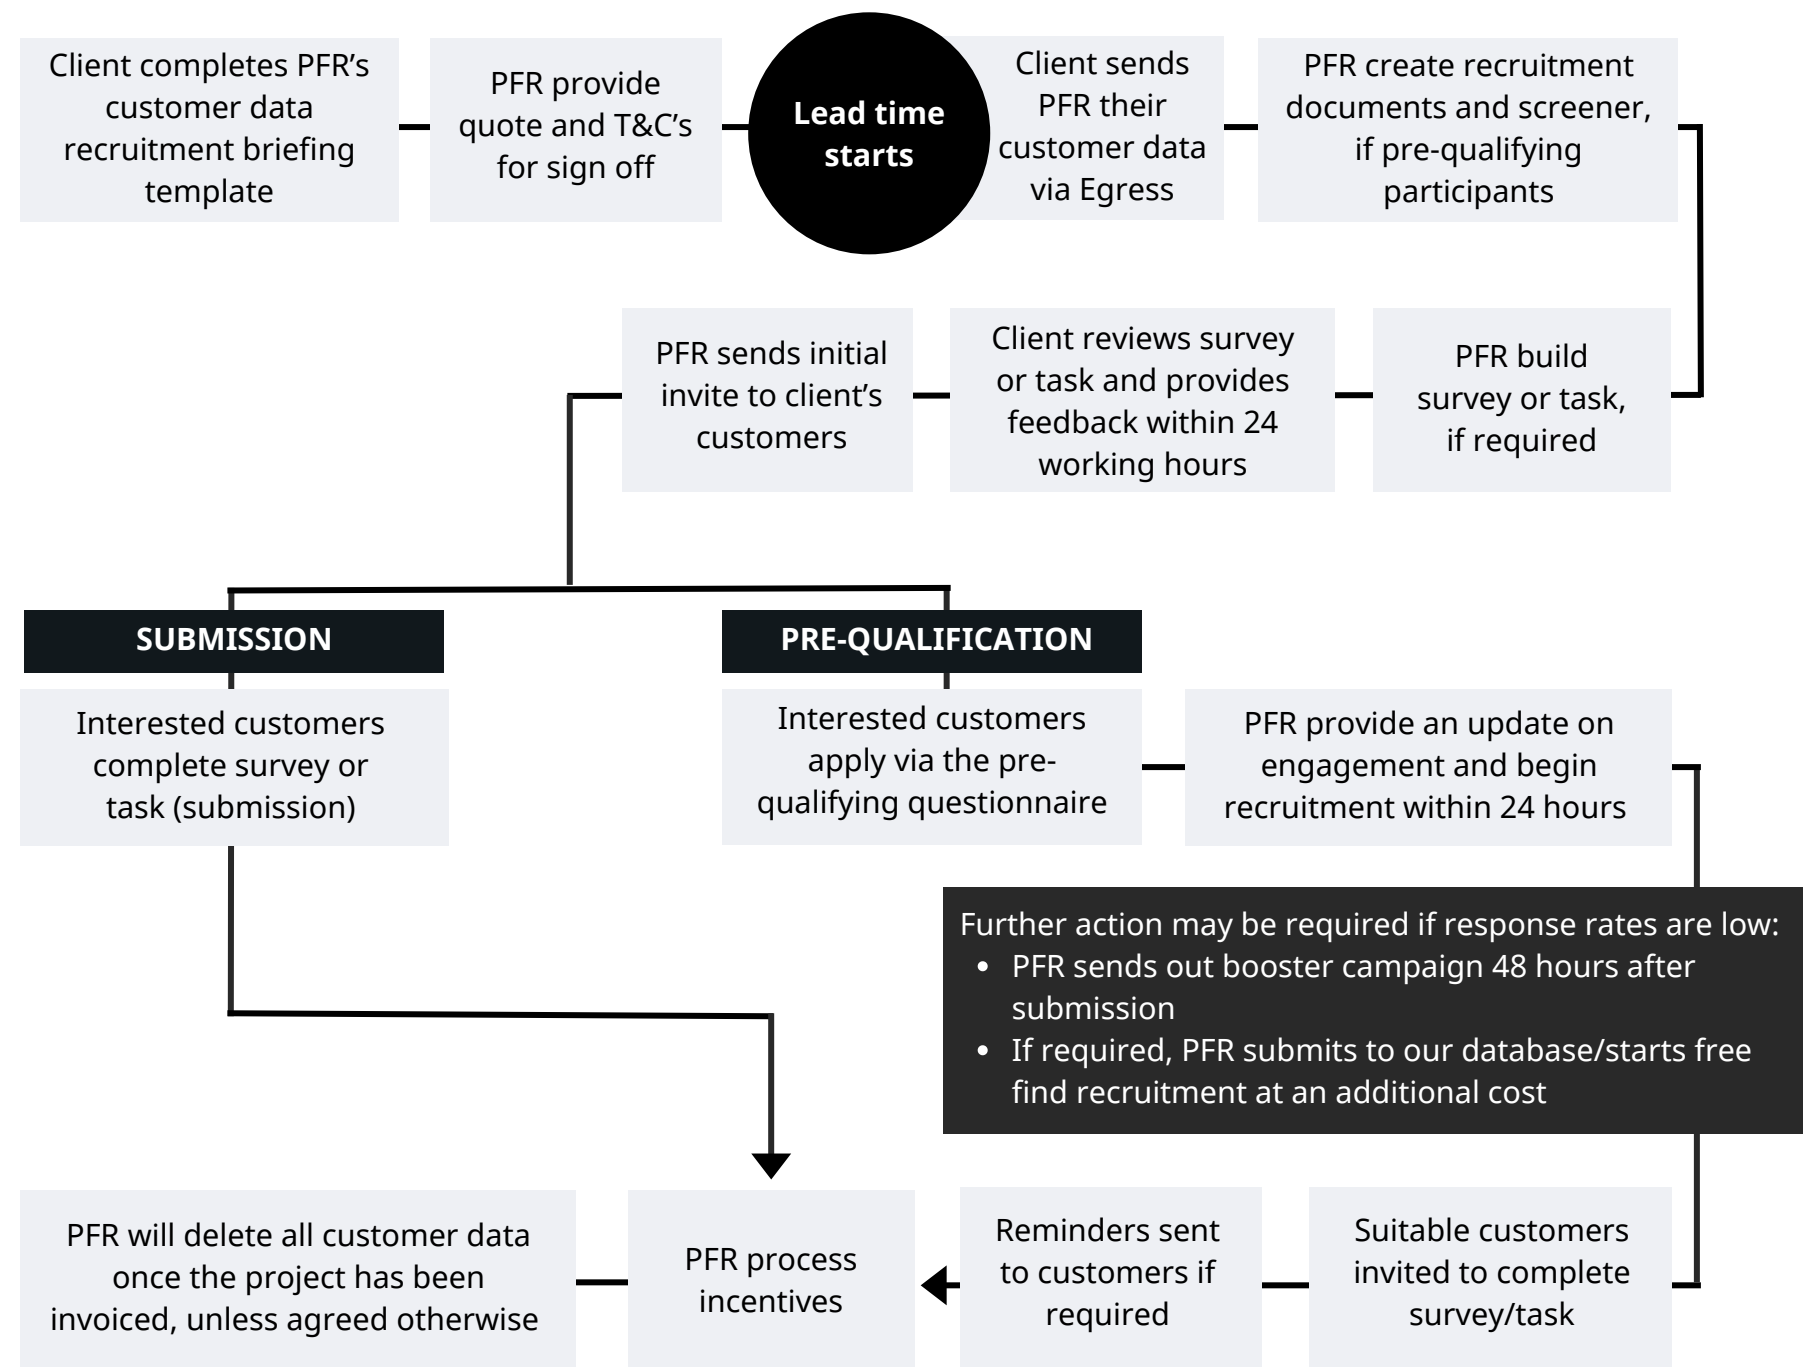 Client completes PFR’s
customer data
recruitment briefing
template
PFR provide
quote and T&C’s
for sign off
Lead time
starts
Client sends
PFR their
customer data
via Egress
PFR create recruitment
documents and screener,
if pre-qualifying
participants
PFR build
survey or task,
if required
Client reviews survey
or task and provides
feedback within 24
working hours
PFR sends initial
invite to client’s
customers
SUBMISSION
Interested customers
complete survey or
task (submission)
PRE-QUALIFICATION
Interested customers
apply via the pre-
qualifying questionnaire
PFR provide an update on
engagement and begin
recruitment within 24 hours
Further action may be required if response rates are low:
• PFR sends out booster campaign 48 hours after
submission
• If required, PFR submits to our database/starts free
find recruitment at an additional cost
Suitable customers
invited to complete
survey/task
Reminders sent
to customers if
required
PFR process
incentives
PFR will delete all customer data
once the project has been
invoiced, unless agreed otherwise